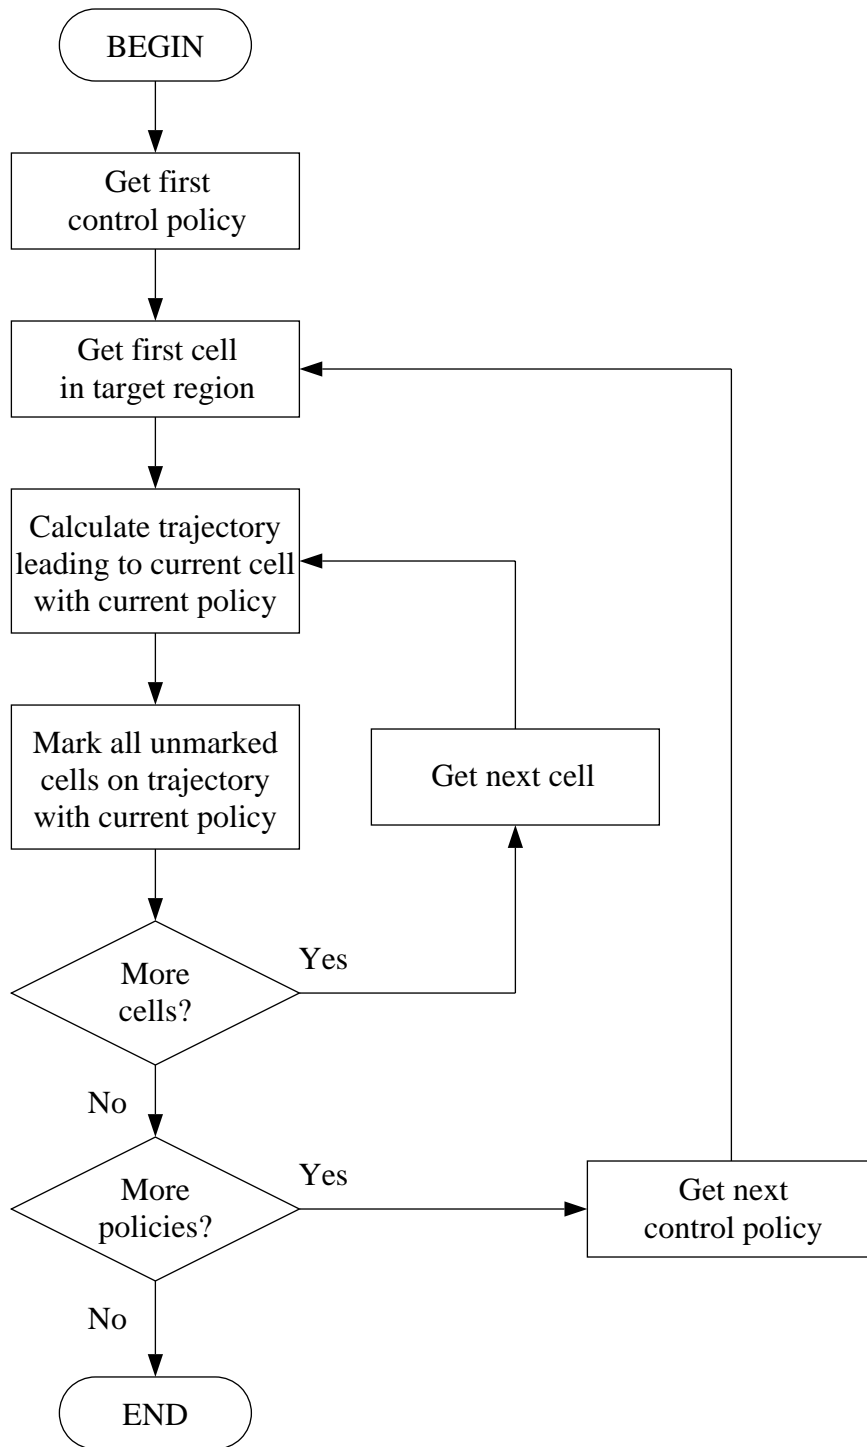 BEGIN
Get first
control policy
Get first cell
in target region
Calculate trajectory
leading to current cell
with current policy
Mark all unmarked
cells on trajectory
with current policy
Get next cell
More
cells?
Yes
No
More
policies?
Yes
Get next
control policy
No
END